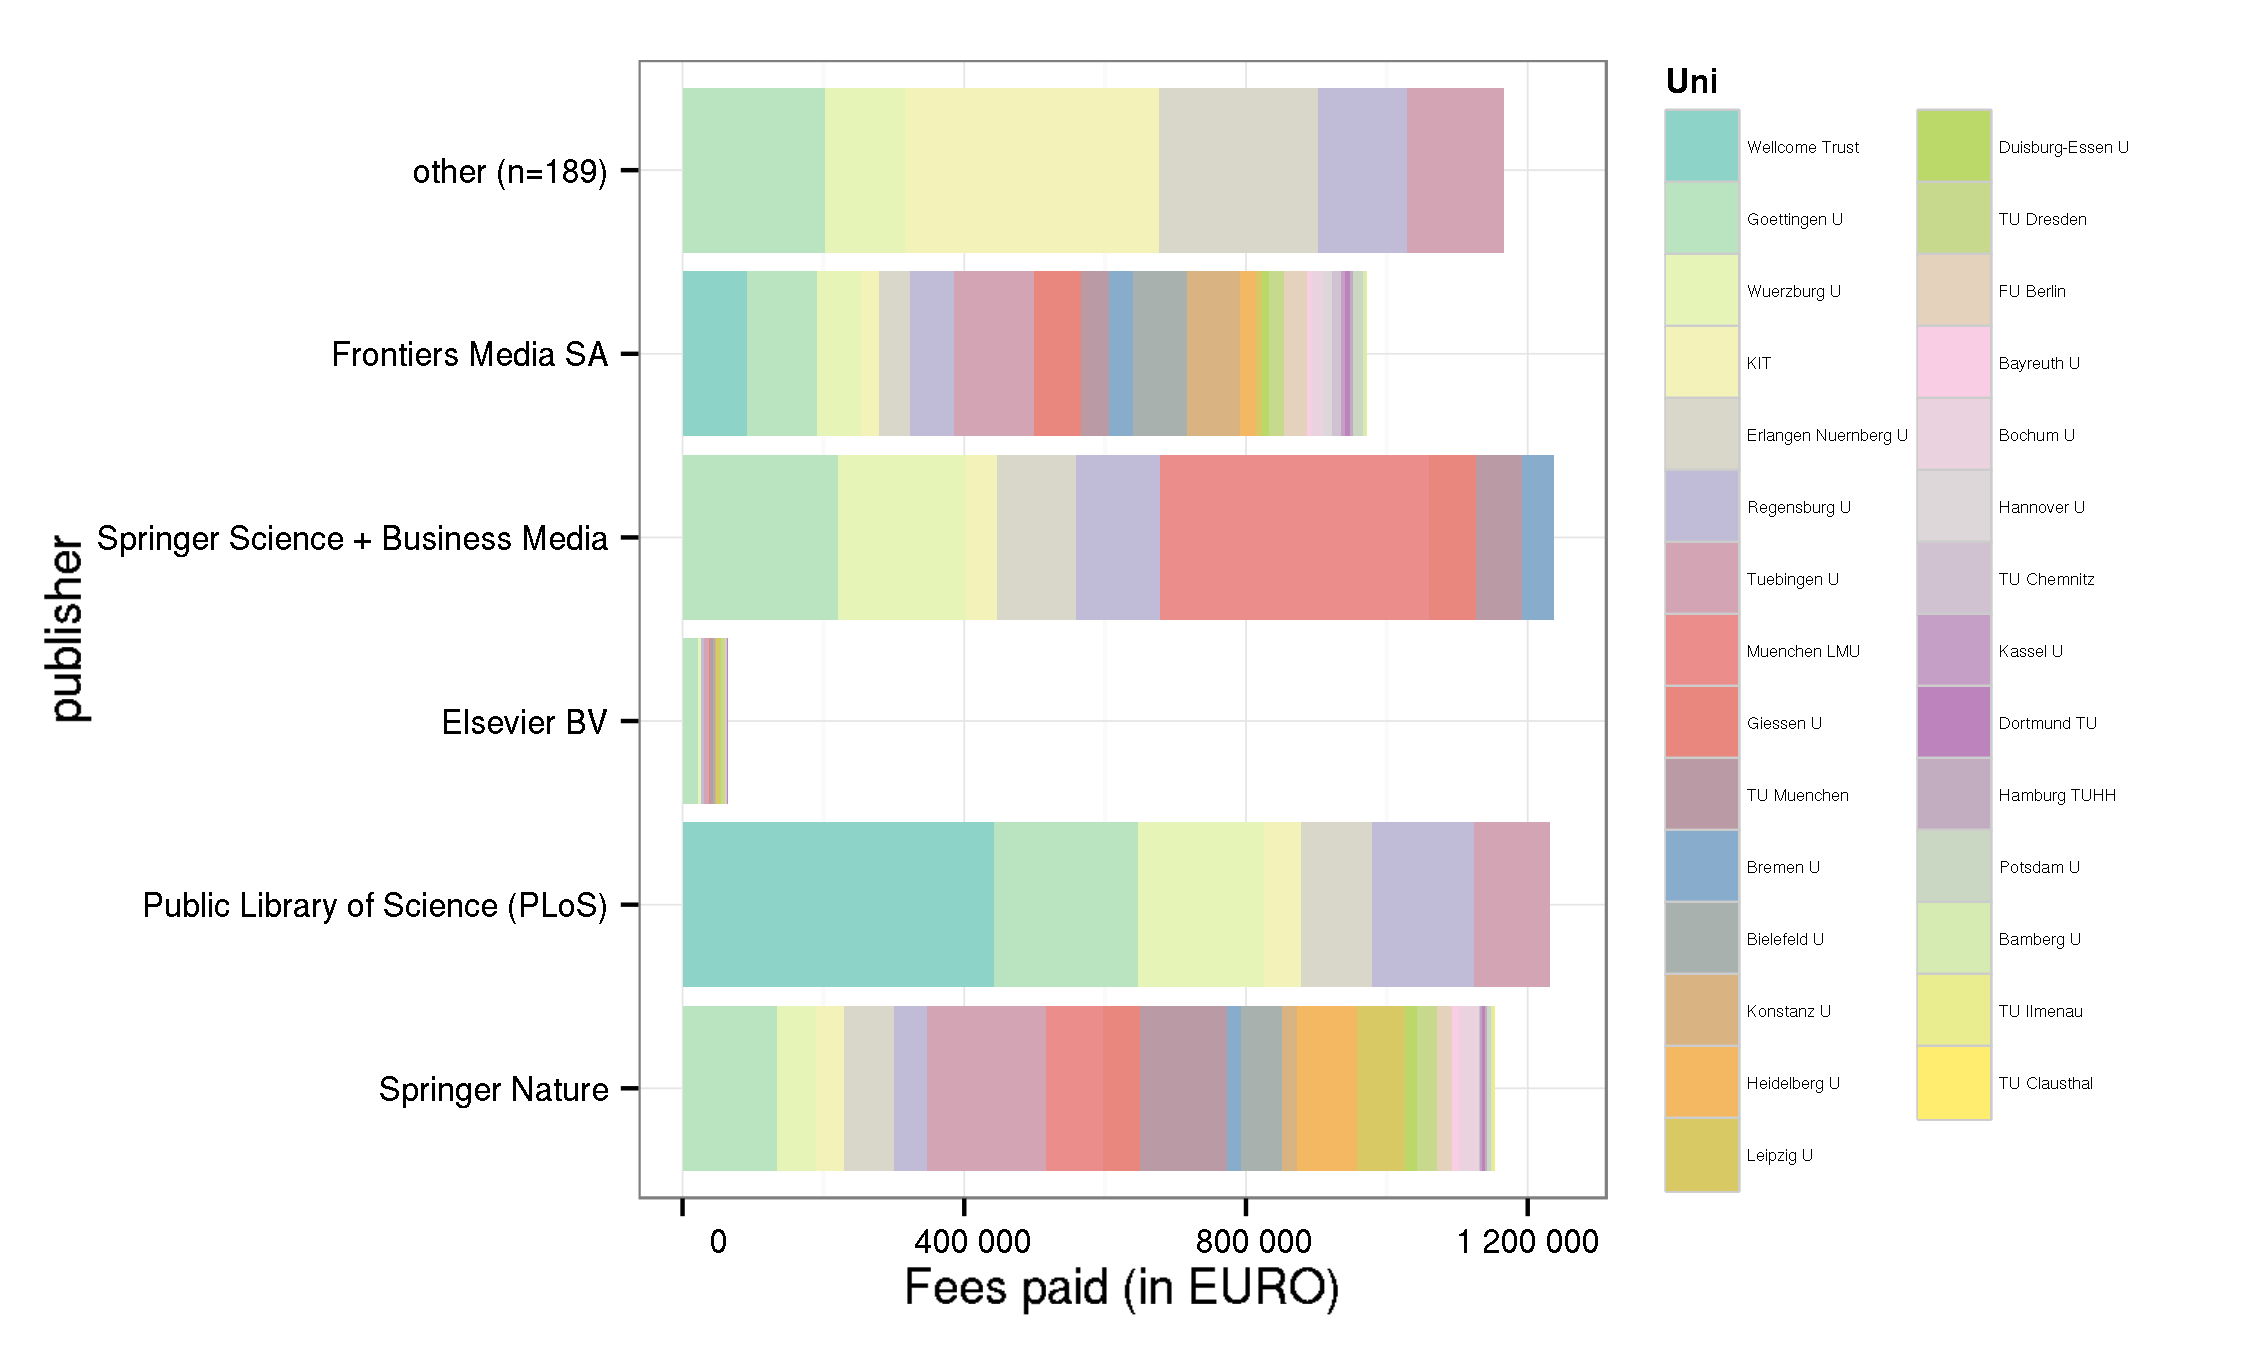 other (n=189)
Frontiers Media SA
Springer Science + Business Media
Elsevier BV
Public Library of Science (PLoS)
Springer Nature
publisher
0
400 000
800 000
1 200 000
Fees paid (in EURO)
Uni
Wellcome Trust
Goettingen U
Wuerzburg U
KIT
Erlangen Nuernberg U
Regensburg U
Tuebingen U
Muenchen LMU
Giessen U
TU Muenchen
Bremen U
Bielefeld U
Konstanz U
Heidelberg U
Leipzig U
Duisburg-Essen U
TU Dresden
FU Berlin
Bayreuth U
Bochum U
Hannover U
TU Chemnitz
Kassel U
Dortmund TU
Hamburg TUHH
Potsdam U
Bamberg U
TU Ilmenau
TU Clausthal